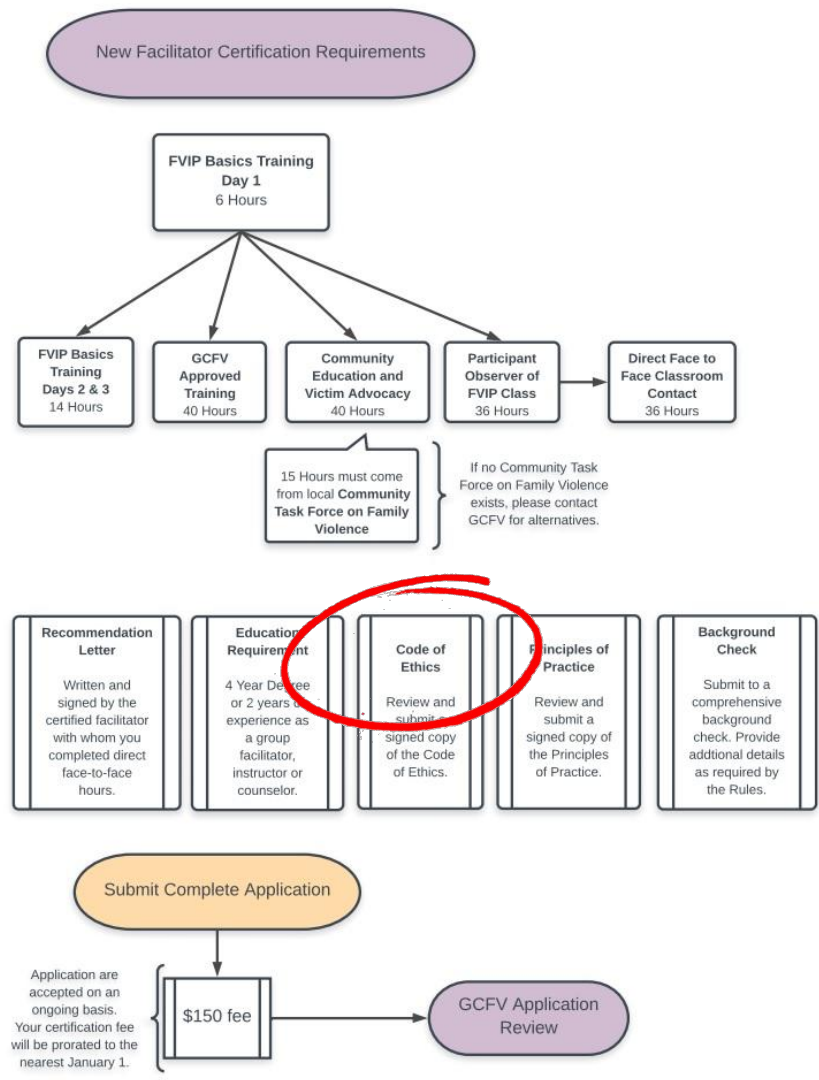 New Facilitator Certification Requirements
FVIP Basics Training
Day 1
6 Hours
FVIP Basics
Training
Days 2 & 3
14 Hours
GCFV
Approved
Training
40 Hours
Community
Education and
Victim Advocacy
40 Hours
Participant
Observer of
FVIP Class
36 Hours
Direct Face to
Face Classroom
Contact
36 Hours
15 Hours must come
from local Community
Task Force on Family
Violence
If no Community Task
Force on Family Violence
exists, please contact
GCFV for alternatives.
Recommendation
Letter
Written and
signed by the
certified facilitator
with whom you
completed direct
face-to-face
hours.
Education
Requirement
4 Year Degree
or 2 years of
experience as
a group
facilitator,
instructor or
counselor.
Code of
Ethics
Review and
submit a
signed copy
of the Code
of Ethics.
Principles of
Practice
Review and
submit a
signed copy of
the Principles
of Practice.
Background
Check
Submit to a
comprehensive
background
check. Provide
addtional details
as required by
the Rules.
Submit Complete Application
Application are
accepted on an
ongoing basis.
Your certification fee
will be prorated to the
nearest January 1.
$150 fee
GCFV Application
Review